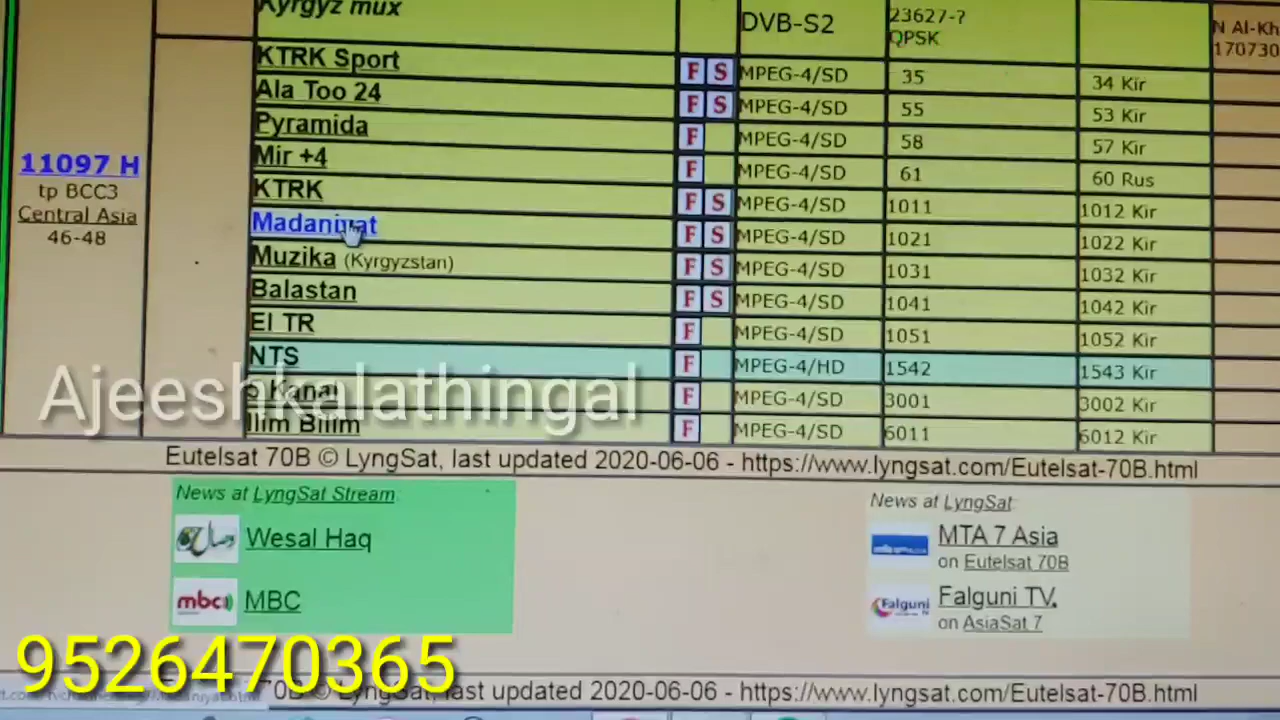 Kyrgyz mux DVB-S2 23627-?
QPSK
N Al-Kh
170730
KTRK Sport F S MPEG-4/SD 35 34 Kir
Ala Too 24 F S MPEG-4/SD 55 53 Kir
Pyramida F MPEG-4/SD 58 57 Kir
Mir +4 F MPEG-4/SD 61 60 Rus
KTRK F S MPEG-4/SD 1011 1012 Kir
Madaniyat F S MPEG-4/SD 1021 1022 Kir
Muzika (Kyrgyzstan) F S MPEG-4/SD 1031 1032 Kir
Balastan F S MPEG-4/SD 1041 1042 Kir
El TR F MPEG-4/SD 1051 1052 Kir
NTS F MPEG-4/HD 1542 1543 Kir
5 Kanal F MPEG-4/SD 3001 3002 Kir
Ilim Bilim F MPEG-4/SD 6011 6012 Kir
11097 H
tp BCC3
Central Asia
46-48
Ajeeshkalathingal
Eutelsat 70B © LyngSat, last updated 2020-06-06 - https://www.lyngsat.com/Eutelsat-70B.html
News at LyngSat Stream
Wesal Haq
mbc MBC
News at LyngSat
MTA 7 Asia
on Eutelsat 70B
Falguni Falguni TV
on AsiaSat 7
9526470365
70B © LyngSat, last updated 2020-06-06 - https://www.lyngsat.com/Eutelsat-70B.html